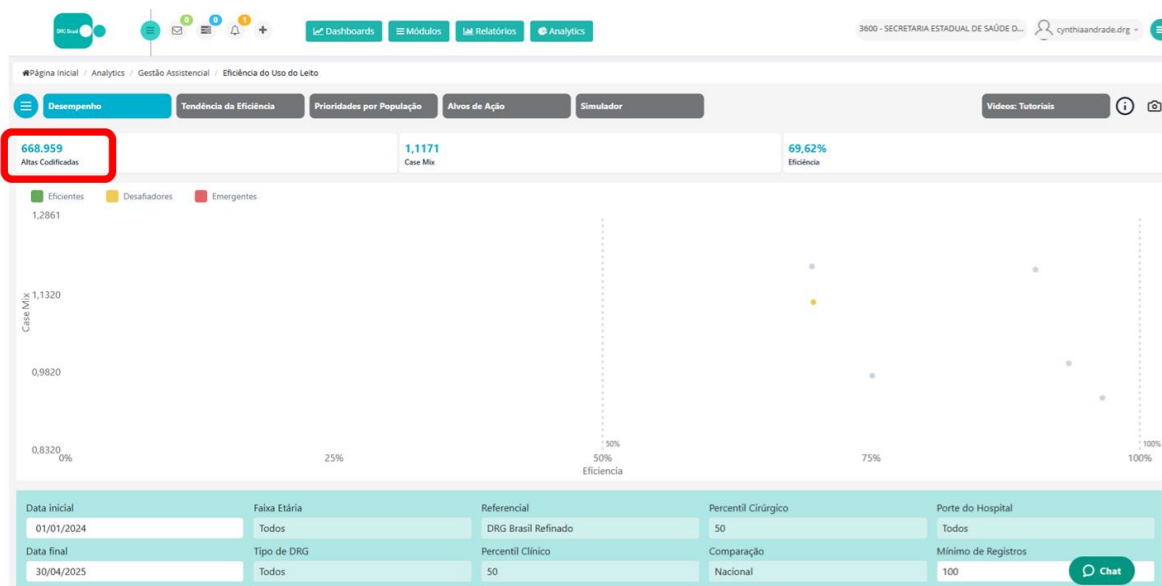 DRG Brasil
0
0
1
Dashboards
Módulos
Relatórios
Analytics
3600 - SECRETARIA ESTADUAL DE SAÚDE D...
cynthiaandrade.drg
Página Inicial / Analytics / Gestão Assistencial / Eficiência do Uso do Leito
Desempenho
Tendência da Eficiência
Prioridades por População
Alvos de Ação
Simulador
Videos: Tutoriais
668.959
Altas Codificadas
1,1171
Case Mix
69,62%
Eficiência
Eficientes
Desafiadores
Emergentes
1,2861
1,1320
0,9820
0,8320
Case Mix
50%
100%
0%
25%
50%
75%
100%
Eficiencia
Data inicial
Faixa Etária
Referencial
Percentil Cirúrgico
Porte do Hospital
01/01/2024
Todos
DRG Brasil Refinado
50
Todos
Data final
Tipo de DRG
Percentil Clínico
Comparação
Mínimo de Registros
30/04/2025
Todos
50
Nacional
100
Chat